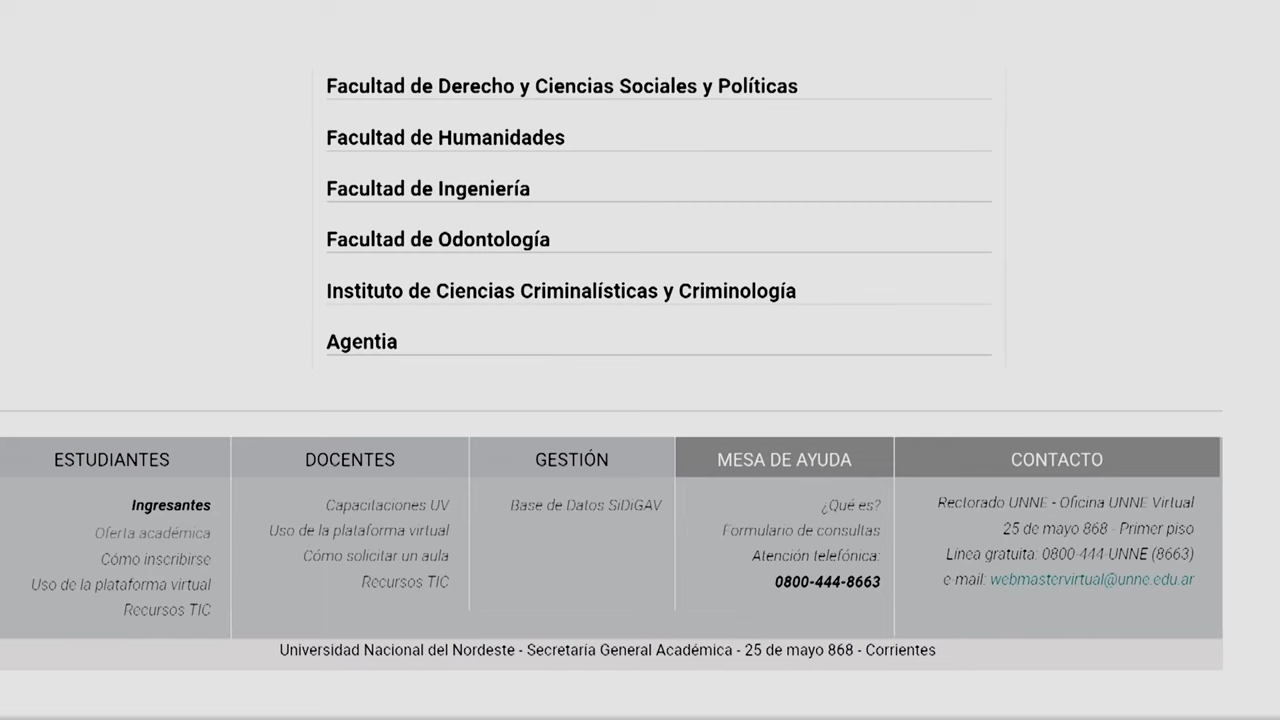 Facultad de Derecho y Ciencias Sociales y Políticas
Facultad de Humanidades
Facultad de Ingeniería
Facultad de Odontología
Instituto de Ciencias Criminalísticas y Criminología
Agentia
ESTUDIANTES
Ingresantes
Oferta académica
Cómo inscribirse
Uso de la plataforma virtual
Recursos TIC
DOCENTES
Capacitaciones UV
Uso de la plataforma virtual
Cómo solicitar un aula
Recursos TIC
GESTIÓN
Base de Datos SiDiGAV
MESA DE AYUDA
¿Qué es?
Formulario de consultas
Atención telefónica:
0800-444-8663
CONTACTO
Rectorado UNNE - Oficina UNNE Virtual
25 de mayo 868 - Primer piso
Línea gratuita: 0800-444-UNNE (8663)
e-mail: webmastervirtual@unne.edu.ar
Universidad Nacional del Nordeste - Secretaría General Académica - 25 de mayo 868 - Corrientes